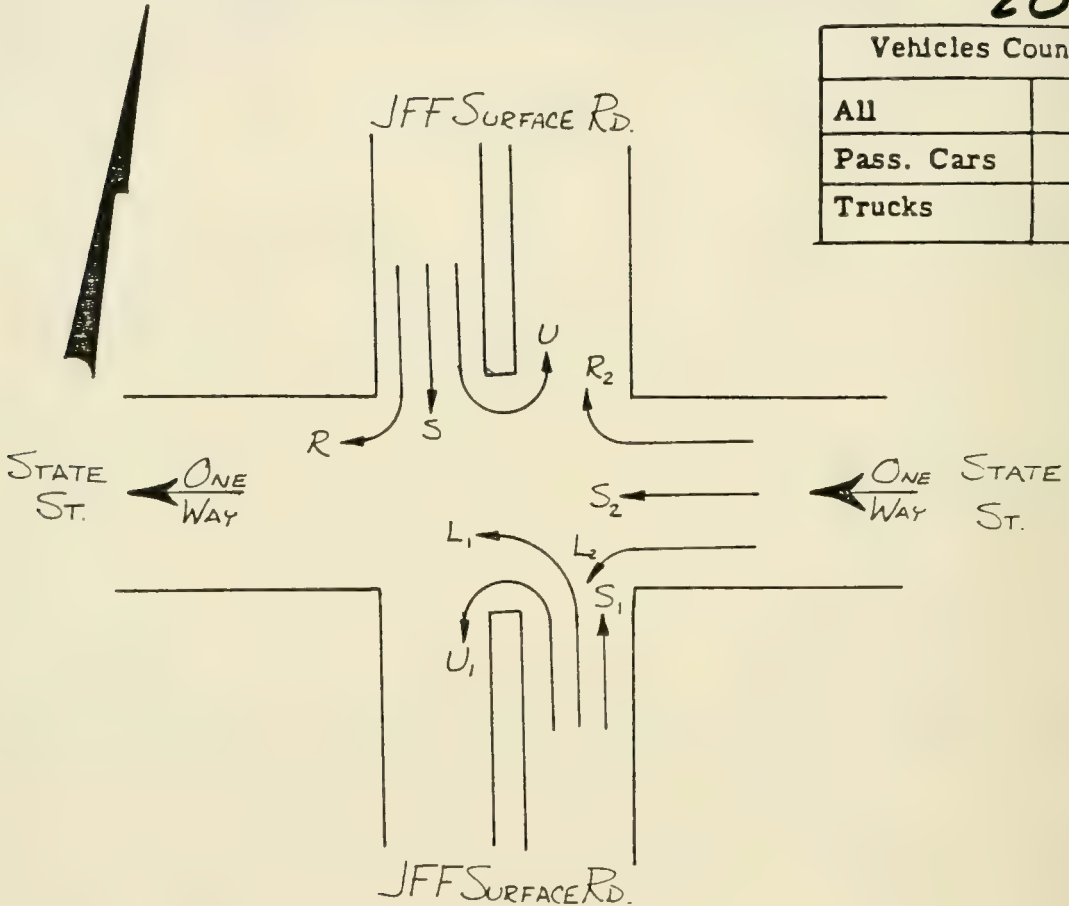 Vehicles Coun
All
Pass. Cars
Trucks
JFF SURFACE RD.
U
R2
R
S
STATE
ST.
ONE
WAY
S2
ONE
WAY
STATE
ST.
L1
L2
S1
U1
JFF SURFACE RD.